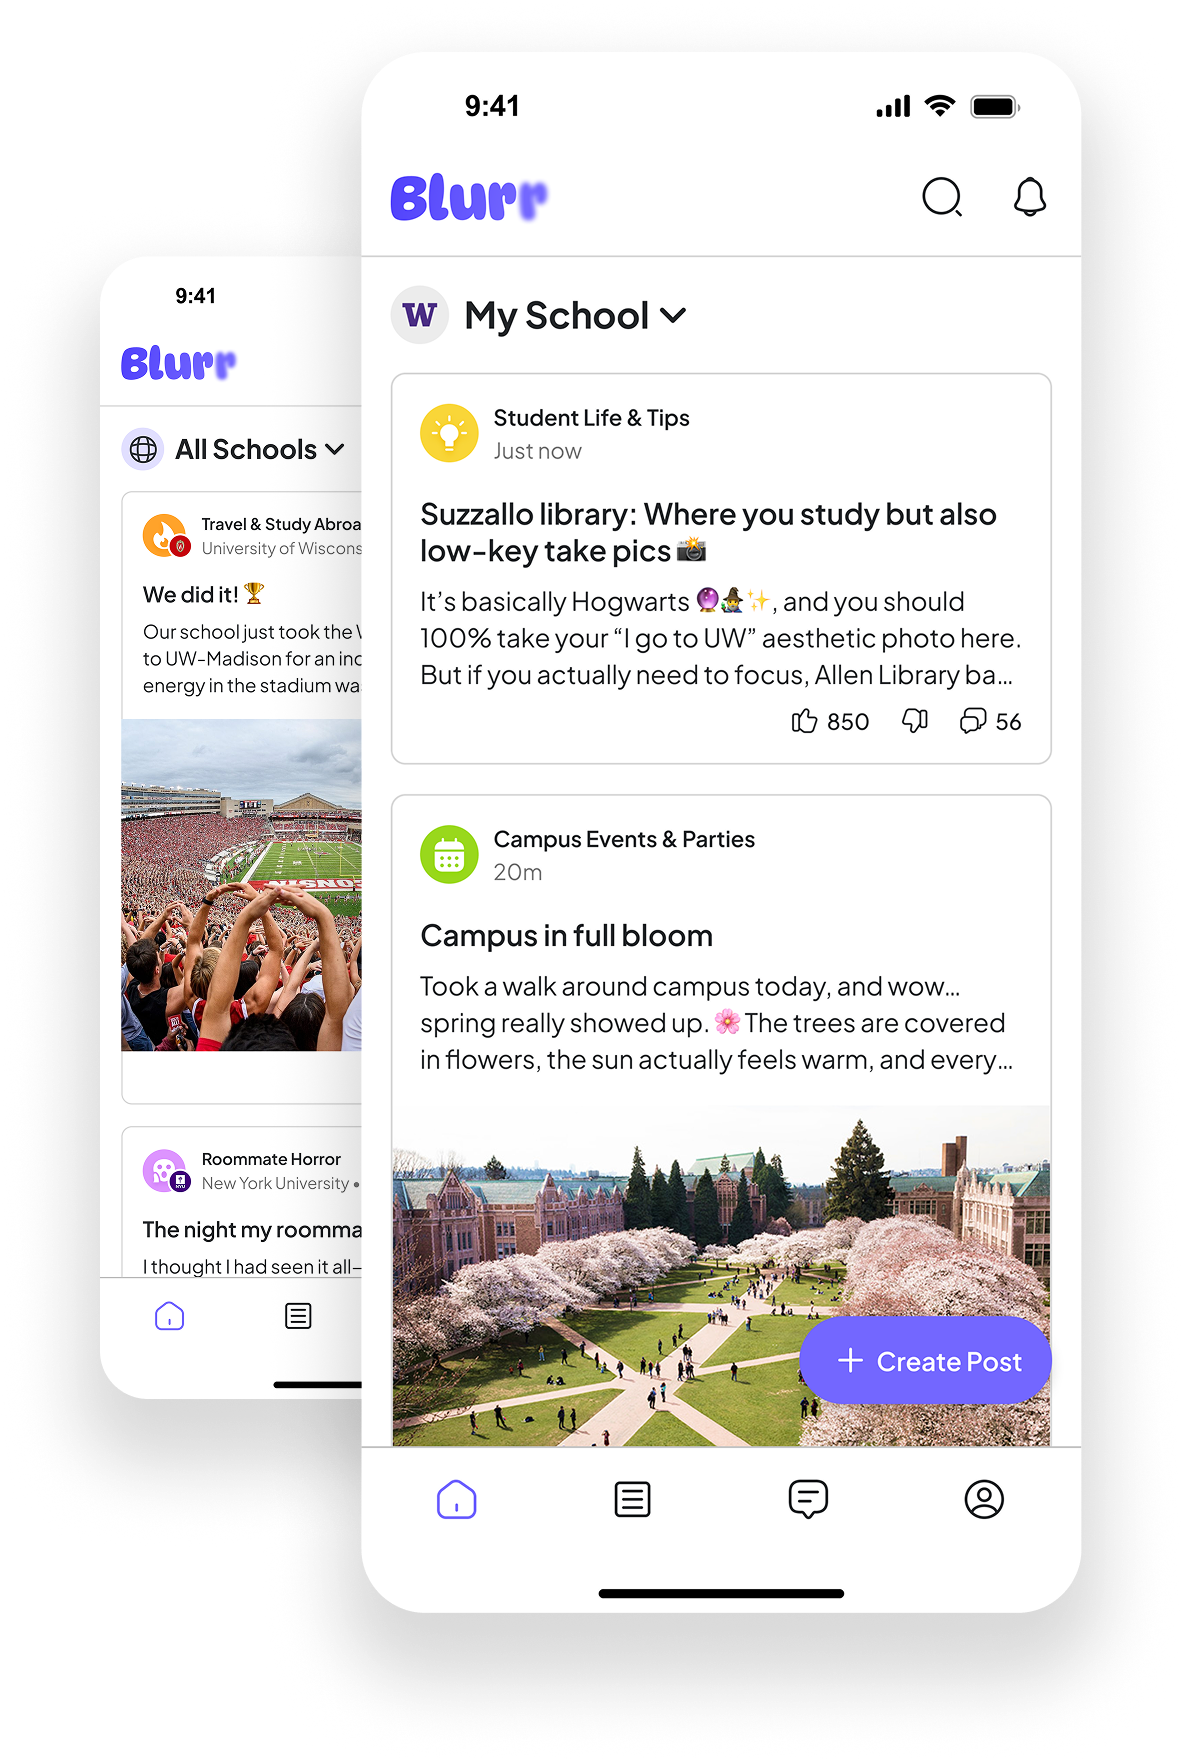 9:41
Blurr
My School
Student Life & Tips
Just now
Suzzallo library: Where you study but also
low-key take pics 📸
It’s basically Hogwarts 🔮🧙‍♂️✨, and you should
100% take your “I go to UW” aesthetic photo here.
But if you actually need to focus, Allen Library ba...
850
56
Campus Events & Parties
20m
Campus in full bloom
Took a walk around campus today, and wow...
spring really showed up. 🌸 The trees are covered
in flowers, the sun actually feels warm, and every...
+ Create Post
9:41
Blurr
All Schools
Travel & Study Abroa
University of Wiscons
We did it! 🏆
Our school just took the
to UW-Madison for an inc
energy in the stadium wa
Roommate Horror
New York University •
The night my roomma
I thought I had seen it all—